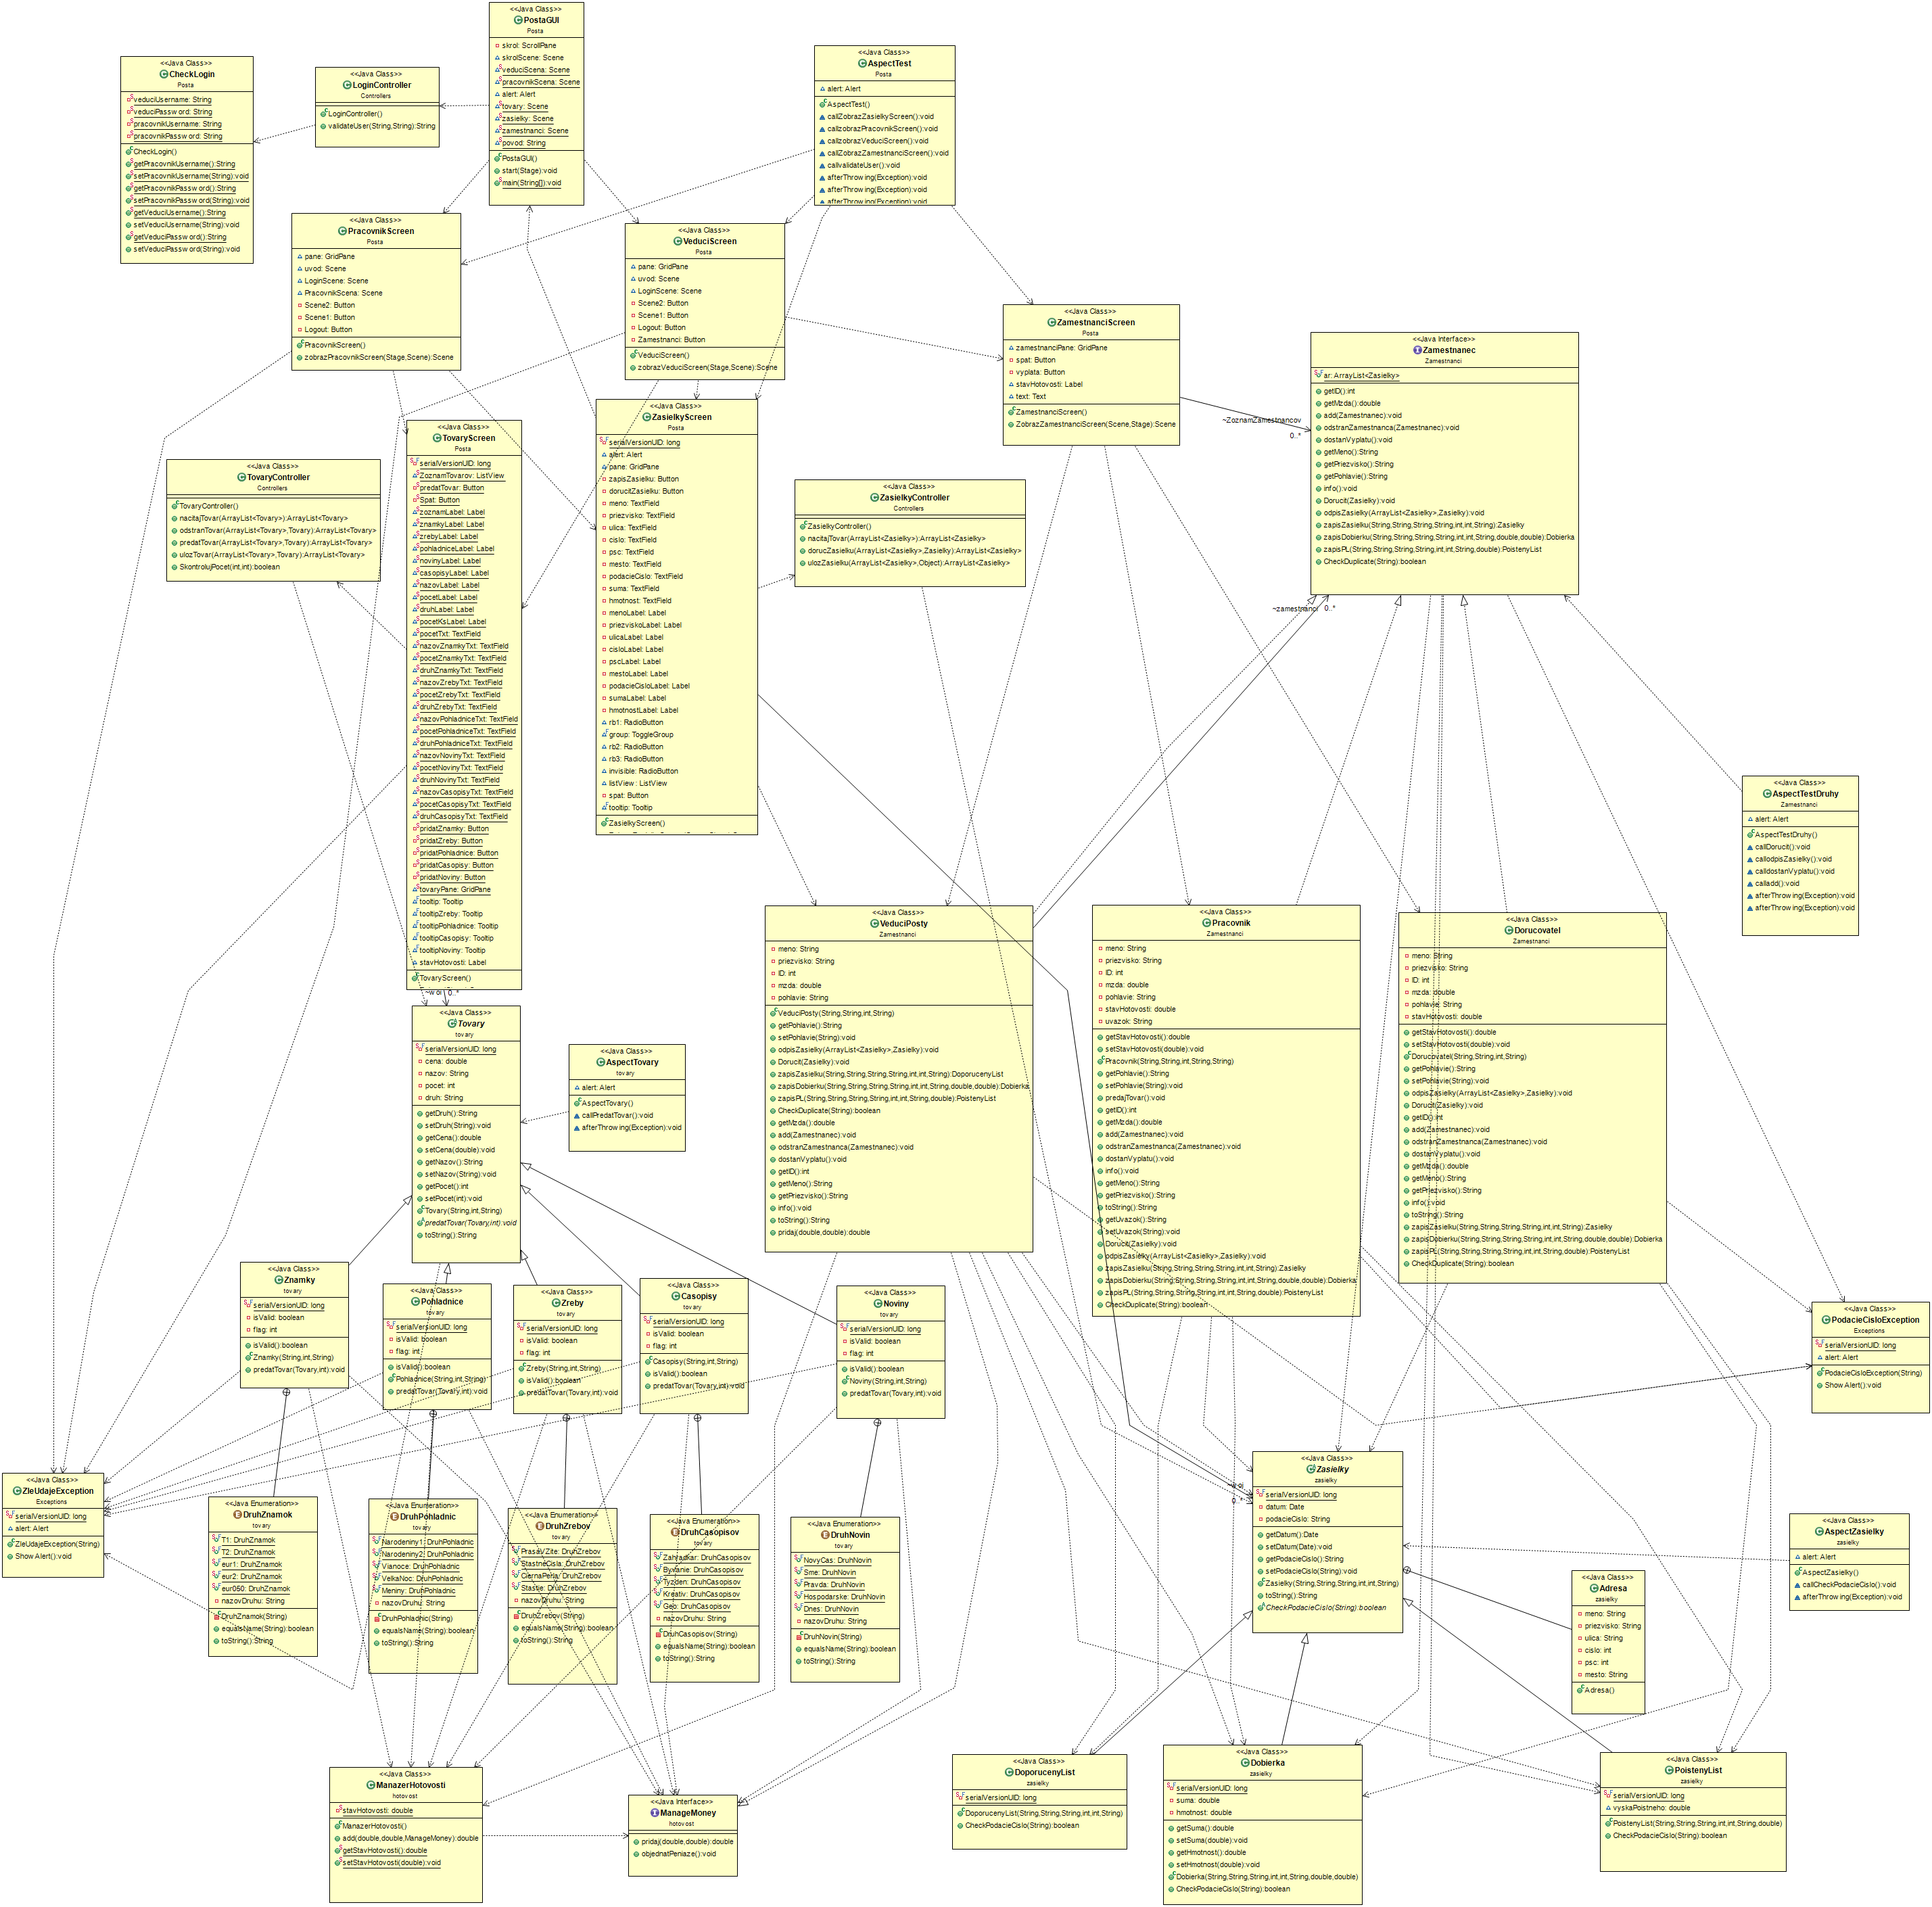 <<Java Class>>
PostaGUI
Posta
skrol: ScrollPane
skrolScene: Scene
veduciScena: Scene
pracovnikScena: Scene
alert: Alert
tovary: Scene
zasielky: Scene
zamestnanci: Scene
povod: String
PostaGUI()
start(Stage):void
main(String[]):void
<<Java Class>>
CheckLogin
Posta
veduciUsername: String
veduciPassword: String
pracovnikUsername: String
pracovnikPassword: String
CheckLogin()
getPracovnikUsername():String
setPracovnikUsername(String):void
getPracovnikPassword():String
setPracovnikPassword(String):void
getVeduciUsername():String
setVeduciUsername(String):void
getVeduciPassword():String
setVeduciPassword(String):void
<<Java Class>>
LoginController
Controllers
LoginController()
validateUser(String,String):String
<<Java Class>>
AspectTest
Posta
alert: Alert
AspectTest()
callZobrazZasielkyScreen():void
callzobrazPracovnikScreen():void
callzobrazVeduciScreen():void
callZobrazZamestnanciScreen():void
callvalidateUser():void
afterThrowing(Exception):void
afterThrowing(Exception):void
afterThrowing(Exception):void
<<Java Class>>
PracovnikScreen
Posta
pane: GridPane
uvod: Scene
LoginScene: Scene
PracovnikScena: Scene
Scene2: Button
Scene1: Button
Logout: Button
PracovnikScreen()
zobrazPracovnikScreen(Stage,Scene):Scene
<<Java Class>>
VeduciScreen
Posta
pane: GridPane
uvod: Scene
LoginScene: Scene
Scene2: Button
Scene1: Button
Logout: Button
Zamestnanci: Button
VeduciScreen()
zobrazVeduciScreen(Stage,Scene):Scene
<<Java Class>>
ZamestnanciScreen
Posta
zamestnanciPane: GridPane
spat: Button
vyplata: Button
stavHotovosti: Label
text: Text
ZamestnanciScreen()
ZobrazZamestnanciScreen(Scene,Stage):Scene
~ZoznamZamestnancov
0..*
<<Java Interface>>
Zamestnanec
Zamestnanci
ar: ArrayList<Zasielky>
getID():int
getMzda():double
add(Zamestnanec):void
odstranZamestnanca(Zamestnanec):void
dostanVyplatu():void
getMeno():String
getPriezvisko():String
getPohlavie():String
info():void
Dorucit(Zasielky):void
odpisZasielky(ArrayList<Zasielky>,Zasielky):void
zapisZasielku(String,String,String,String,int,int,String):Zasielky
zapisDobierku(String,String,String,String,int,int,String,double,double):Dobierka
zapisPL(String,String,String,String,int,int,String,double):PoistenyList
CheckDuplicate(String):boolean
~zamestnanci
0..*
<<Java Class>>
TovaryScreen
Posta
serialVersionUID: long
ZoznamTovarov: ListView
predatTovar: Button
Spat: Button
zoznamLabel: Label
znamkyLabel: Label
zrebyLabel: Label
pohladniceLabel: Label
novinyLabel: Label
casopisyLabel: Label
nazovLabel: Label
pocetLabel: Label
druhLabel: Label
pocetKsLabel: Label
pocetTxt: TextField
nazovZnamkyTxt: TextField
pocetZnamkyTxt: TextField
druhZnamkyTxt: TextField
nazovZrebyTxt: TextField
pocetZrebyTxt: TextField
druhZrebyTxt: TextField
nazovPohladniceTxt: TextField
pocetPohladniceTxt: TextField
druhPohladniceTxt: TextField
nazovNovinyTxt: TextField
pocetNovinyTxt: TextField
druhNovinyTxt: TextField
nazovCasopisyTxt: TextField
pocetCasopisyTxt: TextField
druhCasopisyTxt: TextField
pridatZnamky: Button
pridatZreby: Button
pridatPohladnice: Button
pridatCasopisy: Button
pridatNoviny: Button
tovaryPane: GridPane
tooltip: Tooltip
tooltipZreby: Tooltip
tooltipPohladnice: Tooltip
tooltipCasopisy: Tooltip
tooltipNoviny: Tooltip
stavHotovosti: Label
TovaryScreen()
0..*
<<Java Class>>
TovaryController
Controllers
TovaryController()
nacitajTovar(ArrayList<Tovary>):ArrayList<Tovary>
odstranTovar(ArrayList<Tovary>,Tovary):ArrayList<Tovary>
predatTovar(ArrayList<Tovary>,Tovary):ArrayList<Tovary>
ulozTovar(ArrayList<Tovary>,Tovary):ArrayList<Tovary>
SkontrolujPocet(int,int):boolean
<<Java Class>>
ZasielkyScreen
Posta
serialVersionUID: long
alert: Alert
pane: GridPane
zapisZasielku: Button
dorucitZasielku: Button
meno: TextField
priezvisko: TextField
ulica: TextField
cislo: TextField
psc: TextField
mesto: TextField
podacieCislo: TextField
suma: TextField
hmotnost: TextField
menoLabel: Label
priezviskoLabel: Label
ulicaLabel: Label
cisloLabel: Label
pscLabel: Label
mestoLabel: Label
podacieCisloLabel: Label
sumaLabel: Label
hmotnostLabel: Label
rb1: RadioButton
group: ToggleGroup
rb2: RadioButton
rb3: RadioButton
invisible: RadioButton
listView: ListView
spat: Button
tooltip: Tooltip
ZasielkyScreen()
<<Java Class>>
ZasielkyController
Controllers
ZasielkyController()
nacitajTovar(ArrayList<Zasielky>):ArrayList<Zasielky>
dorucZasielku(ArrayList<Zasielky>,Zasielky):ArrayList<Zasielky>
ulozZasielku(ArrayList<Zasielky>,Object):ArrayList<Zasielky>
<<Java Class>>
AspectTestDruhy
Zamestnanci
alert: Alert
AspectTestDruhy()
callDorucit():void
callodpisZasielky():void
calldostanVyplatu():void
calladd():void
afterThrowing(Exception):void
afterThrowing(Exception):void
<<Java Class>>
VeduciPosty
Zamestnanci
meno: String
priezvisko: String
ID: int
mzda: double
pohlavie: String
VeduciPosty(String,String,int,String)
getPohlavie():String
setPohlavie(String):void
odpisZasielky(ArrayList<Zasielky>,Zasielky):void
Dorucit(Zasielky):void
zapisZasielku(String,String,String,String,int,int,String):DoporucenyList
zapisDobierku(String,String,String,String,int,int,String,double,double):Dobierka
zapisPL(String,String,String,String,int,int,String,double):PoistenyList
CheckDuplicate(String):boolean
getMzda():double
add(Zamestnanec):void
odstranZamestnanca(Zamestnanec):void
dostanVyplatu():void
getID():int
getMeno():String
getPriezvisko():String
info():void
toString():String
pridaj(double,double):double
<<Java Class>>
Pracovnik
Zamestnanci
meno: String
priezvisko: String
ID: int
mzda: double
pohlavie: String
stavHotovosti: double
uvazok: String
getStavHotovosti():double
setStavHotovosti(double):void
Pracovnik(String,String,int,String,String)
getPohlavie():String
setPohlavie(String):void
predajTovar():void
getID():int
getMzda():double
add(Zamestnanec):void
odstranZamestnanca(Zamestnanec):void
dostanVyplatu():void
info():void
getMeno():String
getPriezvisko():String
toString():String
getUvazok():String
setUvazok(String):void
Dorucit(Zasielky):void
odpisZasielky(ArrayList<Zasielky>,Zasielky):void
zapisZasielku(String,String,String,String,int,int,String):Zasielky
zapisDobierku(String,String,String,String,int,int,String,double,double):Dobierka
zapisPL(String,String,String,String,int,int,String,double):PoistenyList
CheckDuplicate(String):boolean
<<Java Class>>
Dorucovatel
Zamestnanci
meno: String
priezvisko: String
ID: int
mzda: double
pohlavie: String
stavHotovosti: double
getStavHotovosti():double
setStavHotovosti(double):void
Dorucovatel(String,String,int,String)
getPohlavie():String
setPohlavie(String):void
odpisZasielky(ArrayList<Zasielky>,Zasielky):void
Dorucit(Zasielky):void
getID():int
add(Zamestnanec):void
odstranZamestnanca(Zamestnanec):void
dostanVyplatu():void
getMzda():double
getMeno():String
getPriezvisko():String
info():void
toString():String
zapisZasielku(String,String,String,String,int,int,String):Zasielky
zapisDobierku(String,String,String,String,int,int,String,double,double):Dobierka
zapisPL(String,String,String,String,int,int,String,double):PoistenyList
CheckDuplicate(String):boolean
<<Java Class>>
Tovary
tovary
serialVersionUID: long
cena: double
nazov: String
pocet: int
druh: String
getDruh():String
setDruh(String):void
getCena():double
setCena(double):void
getNazov():String
setNazov(String):void
getPocet():int
setPocet(int):void
Tovary(String,int,String)
predatTovar(Tovary,int):void
toString():String
<<Java Class>>
AspectTovary
tovary
alert: Alert
AspectTovary()
callPredatTovar():void
afterThrowing(Exception):void
<<Java Class>>
Znamky
tovary
serialVersionUID: long
isValid: boolean
flag: int
isValid():boolean
Znamky(String,int,String)
predatTovar(Tovary,int):void
<<Java Class>>
Pohladnice
tovary
serialVersionUID: long
isValid: boolean
flag: int
isValid():boolean
Pohladnice(String,int,String)
predatTovar(Tovary,int):void
<<Java Class>>
Zreby
tovary
serialVersionUID: long
isValid: boolean
flag: int
Zreby(String,int,String)
isValid():boolean
predatTovar(Tovary,int):void
<<Java Class>>
Casopisy
tovary
serialVersionUID: long
isValid: boolean
flag: int
Casopisy(String,int,String)
isValid():boolean
predatTovar(Tovary,int):void
<<Java Class>>
Noviny
tovary
serialVersionUID: long
isValid: boolean
flag: int
isValid():boolean
Noviny(String,int,String)
predatTovar(Tovary,int):void
<<Java Class>>
PodacieCisloException
Exceptions
serialVersionUID: long
alert: Alert
PodacieCisloException(String)
ShowAlert():void
<<Java Class>>
ZleUdajeException
Exceptions
serialVersionUID: long
alert: Alert
ZleUdajeException(String)
ShowAlert():void
<<Java Enumeration>>
DruhZnamok
tovary
T1: DruhZnamok
T2: DruhZnamok
eur1: DruhZnamok
eur2: DruhZnamok
eur050: DruhZnamok
nazovDruhu: String
DruhZnamok(String)
equalsName(String):boolean
toString():String
<<Java Enumeration>>
DruhPohladnic
tovary
Narodeniny1: DruhPohladnic
Narodeniny2: DruhPohladnic
Vianoce: DruhPohladnic
VelkaNoc: DruhPohladnic
Meniny: DruhPohladnic
nazovDruhu: String
DruhPohladnic(String)
equalsName(String):boolean
toString():String
<<Java Enumeration>>
DruhZrebov
tovary
PrasaVZite: DruhZrebov
StastneCisla: DruhZrebov
CiernaPerla: DruhZrebov
Stastie: DruhZrebov
nazovDruhu: String
DruhZrebov(String)
equalsName(String):boolean
toString():String
<<Java Enumeration>>
DruhCasopisov
tovary
Zahradkar: DruhCasopisov
Byvanie: DruhCasopisov
Tyzden: DruhCasopisov
Kreativ: DruhCasopisov
Geo: DruhCasopisov
nazovDruhu: String
DruhCasopisov(String)
equalsName(String):boolean
toString():String
<<Java Enumeration>>
DruhNovin
tovary
NovyCas: DruhNovin
Sme: DruhNovin
Pravda: DruhNovin
Hospodarske: DruhNovin
Dnes: DruhNovin
nazovDruhu: String
DruhNovin(String)
equalsName(String):boolean
toString():String
0..*
<<Java Class>>
Zasielky
zasielky
serialVersionUID: long
datum: Date
podacieCislo: String
getDatum():Date
setDatum(Date):void
getPodacieCislo():String
setPodacieCislo(String):void
Zasielky(String,String,String,int,int,String)
toString():String
CheckPodacieCislo(String):boolean
<<Java Class>>
AspectZasielky
zasielky
alert: Alert
AspectZasielky()
callCheckPodacieCislo():void
afterThrowing(Exception):void
<<Java Class>>
Adresa
zasielky
meno: String
priezvisko: String
ulica: String
cislo: int
psc: int
mesto: String
Adresa()
<<Java Class>>
ManazerHotovosti
hotovost
stavHotovosti: double
ManazerHotovosti()
add(double,double,ManageMoney):double
getStavHotovosti():double
setStavHotovosti(double):void
<<Java Interface>>
ManageMoney
hotovost
pridaj(double,double):double
objednatPeniaze():void
<<Java Class>>
DoporucenyList
zasielky
serialVersionUID: long
DoporucenyList(String,String,String,int,int,String)
CheckPodacieCislo(String):boolean
<<Java Class>>
Dobierka
zasielky
serialVersionUID: long
suma: double
hmotnost: double
getSuma():double
setSuma(double):void
getHmotnost():double
setHmotnost(double):void
Dobierka(String,String,String,int,int,String,double,double)
CheckPodacieCislo(String):boolean
<<Java Class>>
PoistenyList
zasielky
serialVersionUID: long
vyskaPoistneho: double
PoistenyList(String,String,String,int,int,String,double)
CheckPodacieCislo(String):boolean